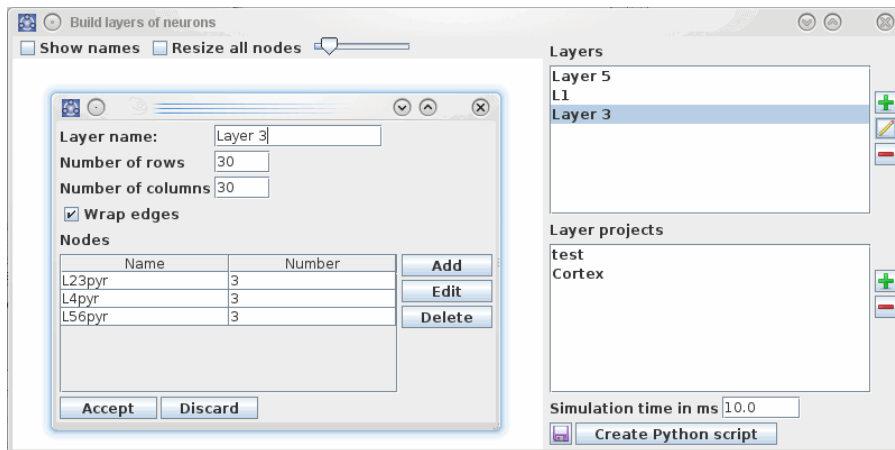 Build layers of neurons
Show names Resize all nodes
Layer name: Layer 3
Number of rows 30
Number of columns 30
Wrap edges
Nodes
Name Number
L23pyr 3
L4pyr 3
L56pyr 3
Add
Edit
Delete
Accept Discard
Layers
Layer 5
L1
Layer 3
Layer projects
test
Cortex
Simulation time in ms 10.0
Create Python script